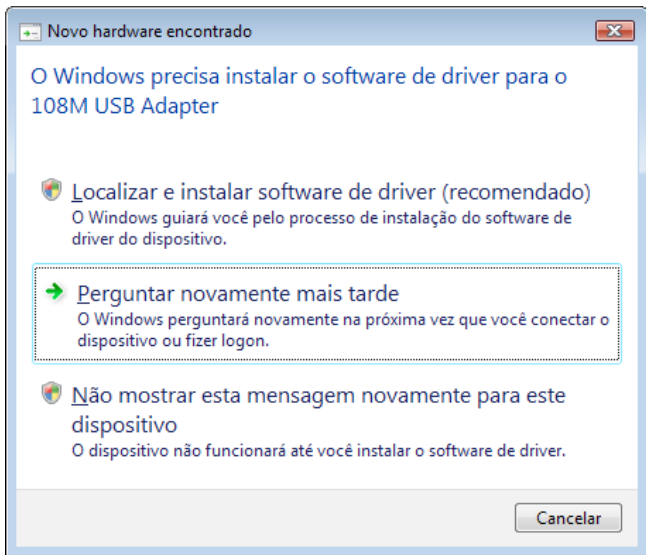 Novo hardware encontrado
O Windows precisa instalar o software de driver para o
108M USB Adapter
Localizar e instalar software de driver (recomendado)
O Windows guiará você pelo processo de instalação do software de
driver do dispositivo.
Perguntar novamente mais tarde
O Windows perguntará novamente na próxima vez que você conectar o
dispositivo ou fizer logon.
Não mostrar esta mensagem novamente para este
dispositivo
O dispositivo não funcionará até você instalar o software de driver.
Cancelar